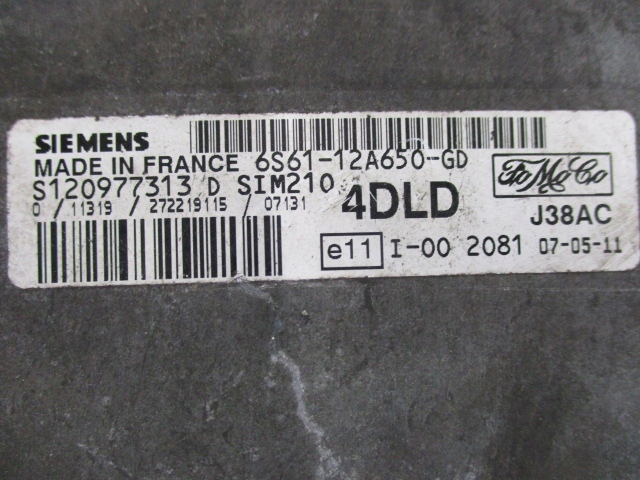 SIEMENS
MADE IN FRANCE 6S61-12A650-GD
S120977313 D SIM210
0 / 11319 / 272219115 / 07131
4DLD
FoMoCo
J38AC
e11 I-00 2081 07-05-11